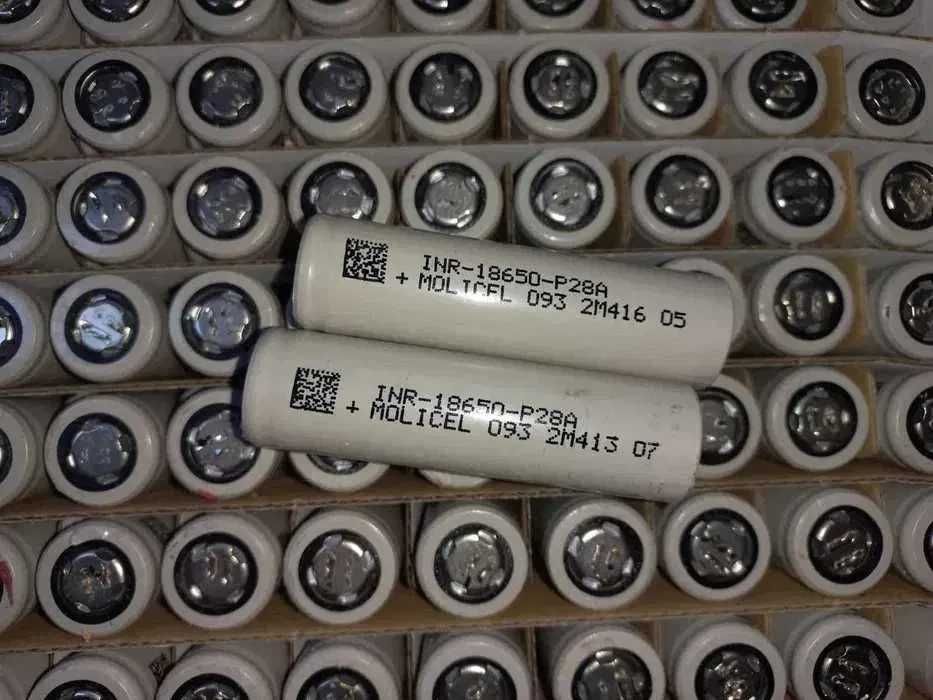 INR-18650-P28A
+ MOLICEL 093 2M416 05
INR-18650-P28A
+ MOLICEL 093 2M413 07